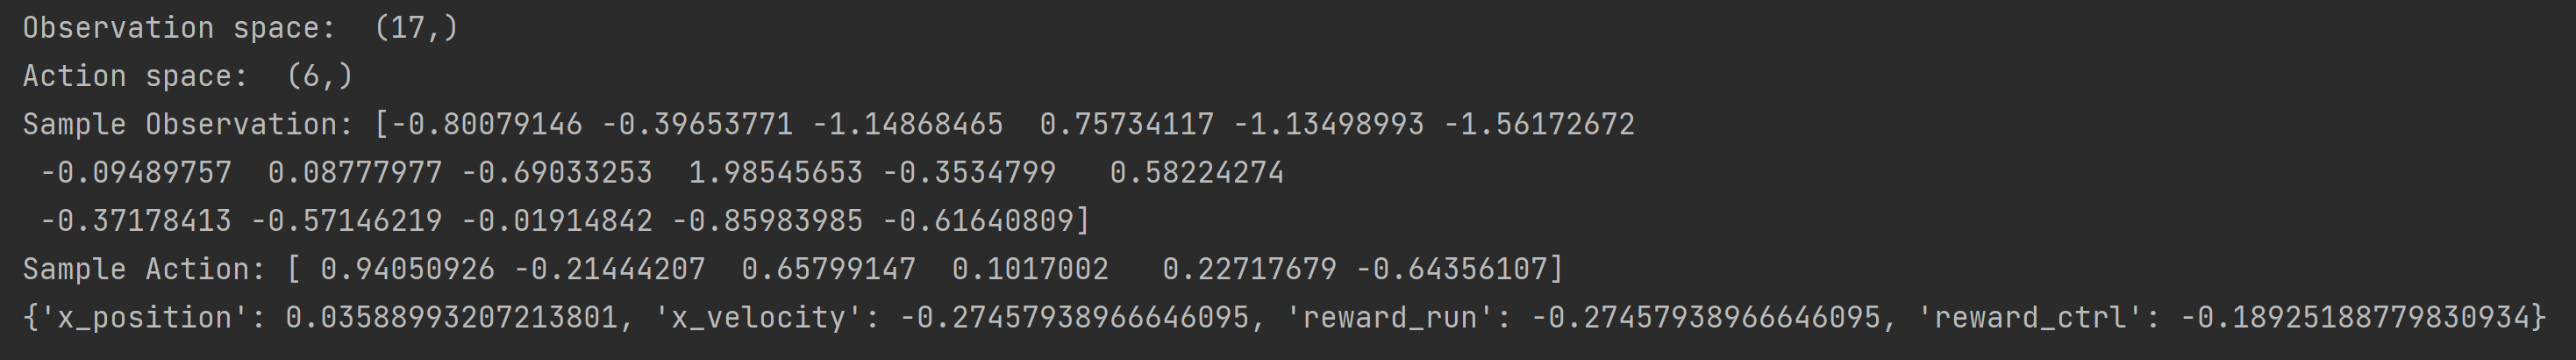 Observation space:  (17,)
Action space:  (6,)
Sample Observation: [-0.80079146 -0.39653771 -1.14868465  0.75734117 -1.13498993 -1.56172672
 -0.09489757  0.08777977 -0.69033253  1.98545653 -0.3534799   0.58224274
 -0.37178413 -0.57146219 -0.01914842 -0.85983985 -0.61640809]
Sample Action: [ 0.94050926 -0.21444207  0.65799147  0.1017002   0.22717679 -0.64356107]
{'x_position': 0.03588993207213801, 'x_velocity': -0.27457938966646095, 'reward_run': -0.27457938966646095, 'reward_ctrl': -0.18925188779830934}